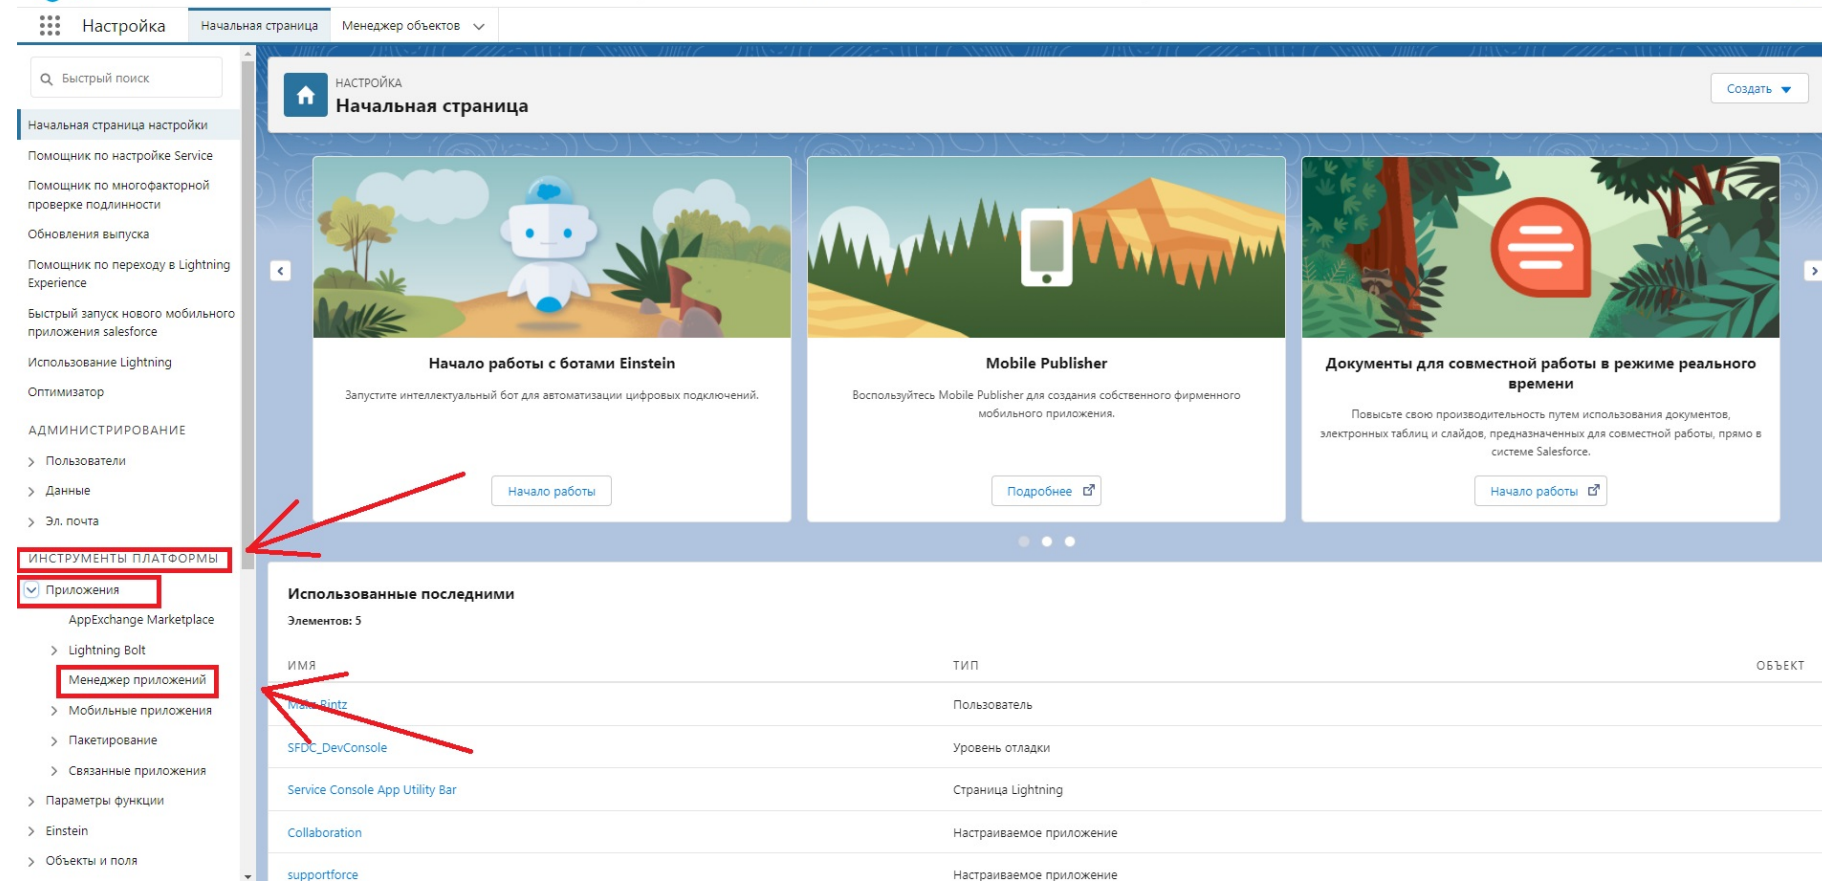 Настройка
Начальная страница
Менеджер объектов
Быстрый поиск
Начальная страница настройки
Помощник по настройке Service
Помощник по многофакторной
проверке подлинности
Обновления выпуска
Помощник по переходу в Lightning
Experience
Быстрый запуск нового мобильного
приложения salesforce
Использование Lightning
Оптимизатор
АДМИНИСТРИРОВАНИЕ
Пользователи
Данные
Эл. почта
ИНСТРУМЕНТЫ ПЛАТФОРМЫ
Приложения
AppExchange Marketplace
Lightning Bolt
Менеджер приложений
Мобильные приложения
Пакетирование
Связанные приложения
Параметры функции
Einstein
Объекты и поля
НАСТРОЙКА
Начальная страница
Создать
Начало работы с ботами Einstein
Запустите интеллектуальный бот для автоматизации цифровых подключений.
Начало работы
Mobile Publisher
Воспользуйтесь Mobile Publisher для создания собственного фирменного
мобильного приложения.
Подробнее
Документы для совместной работы в режиме реального
времени
Повысьте свою производительность путем использования документов,
электронных таблиц и слайдов, предназначенных для совместной работы, прямо в
системе Salesforce.
Начало работы
Использованные последними
Элементов: 5
ИМЯ ТИП ОБЪЕКТ
Rintz Пользователь
SFDC_DevConsole Уровень отладки
Service Console App Utility Bar Страница Lightning
Collaboration Настраиваемое приложение
supportforce Настраиваемое приложение